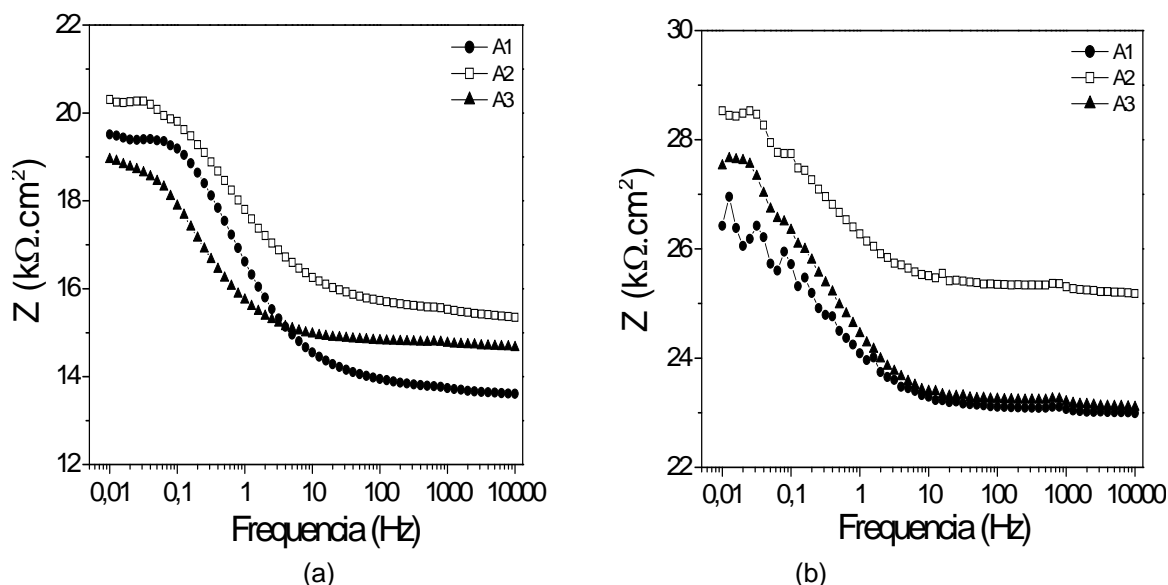 22
20
18
16
14
12
Z (kΩ.cm²)
A1
A2
A3
0,01 0,1 1 10 100 1000 10000
Frequencia (Hz)
(a)
30
28
26
24
22
Z (kΩ.cm²)
A1
A2
A3
0,01 0,1 1 10 100 1000 10000
Frequencia (Hz)
(b)